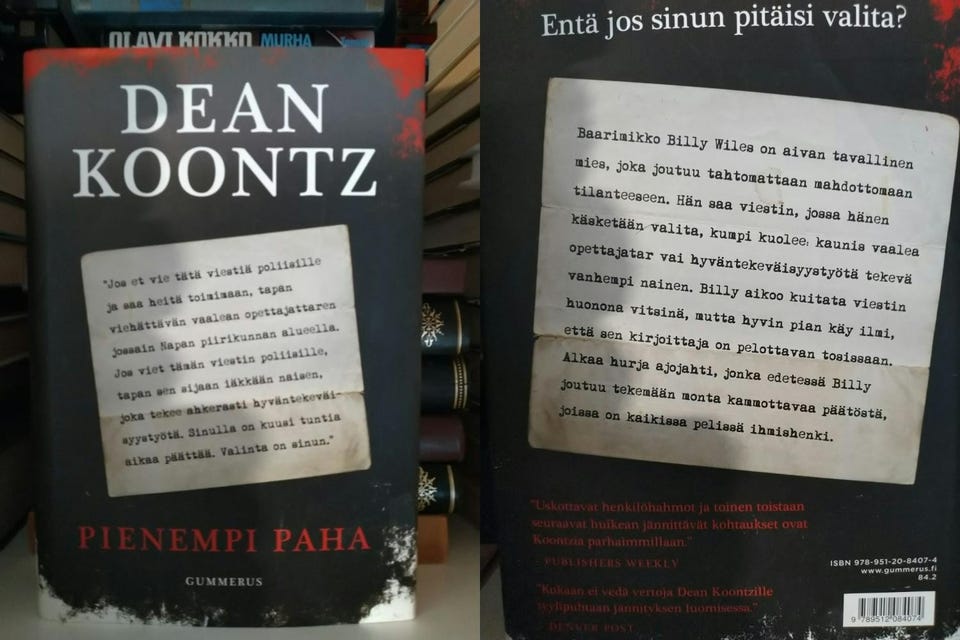 OLAVI KOKKO MURHA
DEAN
KOONTZ
"Jos et vie tätä viestiä poliisille
ja saa heitä toimimaan, tapan
viehättävän vaalean opettajattaren
jossain Napan piirikunnan alueella.
Jos viet tämän viestin poliisille,
tapan sen sijaan iäkkään naisen,
joka tekee ahkerasti hyväntekeväi-
syystyötä. Sinulla on kuusi tuntia
aikaa päättää. Valinta on sinun."
PIENEMPI PAHA
GUMMERUS
Entä jos sinun pitäisi valita?
Baarimikko Billy Wiles on aivan tavallinen
mies, joka joutuu tahtomattaan mahdottomaan
tilanteeseen. Hän saa viestin, jossa hänen
käsketään valita, kumpi kuolee: kaunis vaalea
opettajatar vai hyväntekeväisyystyötä tekevä
vanhempi nainen. Billy aikoo kuitata viestin
huonona vitsinä, mutta hyvin pian käy ilmi,
että sen kirjoittaja on pelottavan tosissaan.
Alkaa hurja ajojahti, jonka edetessä Billy
joutuu tekemään monta kammottavaa päätöstä,
joissa on kaikissa pelissä ihmishenki.
"Uskottavat henkilöhahmot ja toinen toistaan
seuraavat huikean jännittävät kohtaukset ovat
Koontzia parhaimmillaan."
- PUBLISHERS WEEKLY
"Kukaan ei vedä vertoja Dean Koontzille
tyylipuhtaan jännityksen luomisessa."
- DENVER POST
ISBN 978-951-20-8407-4
www.gummerus.fi
84.2
9 789512 084074